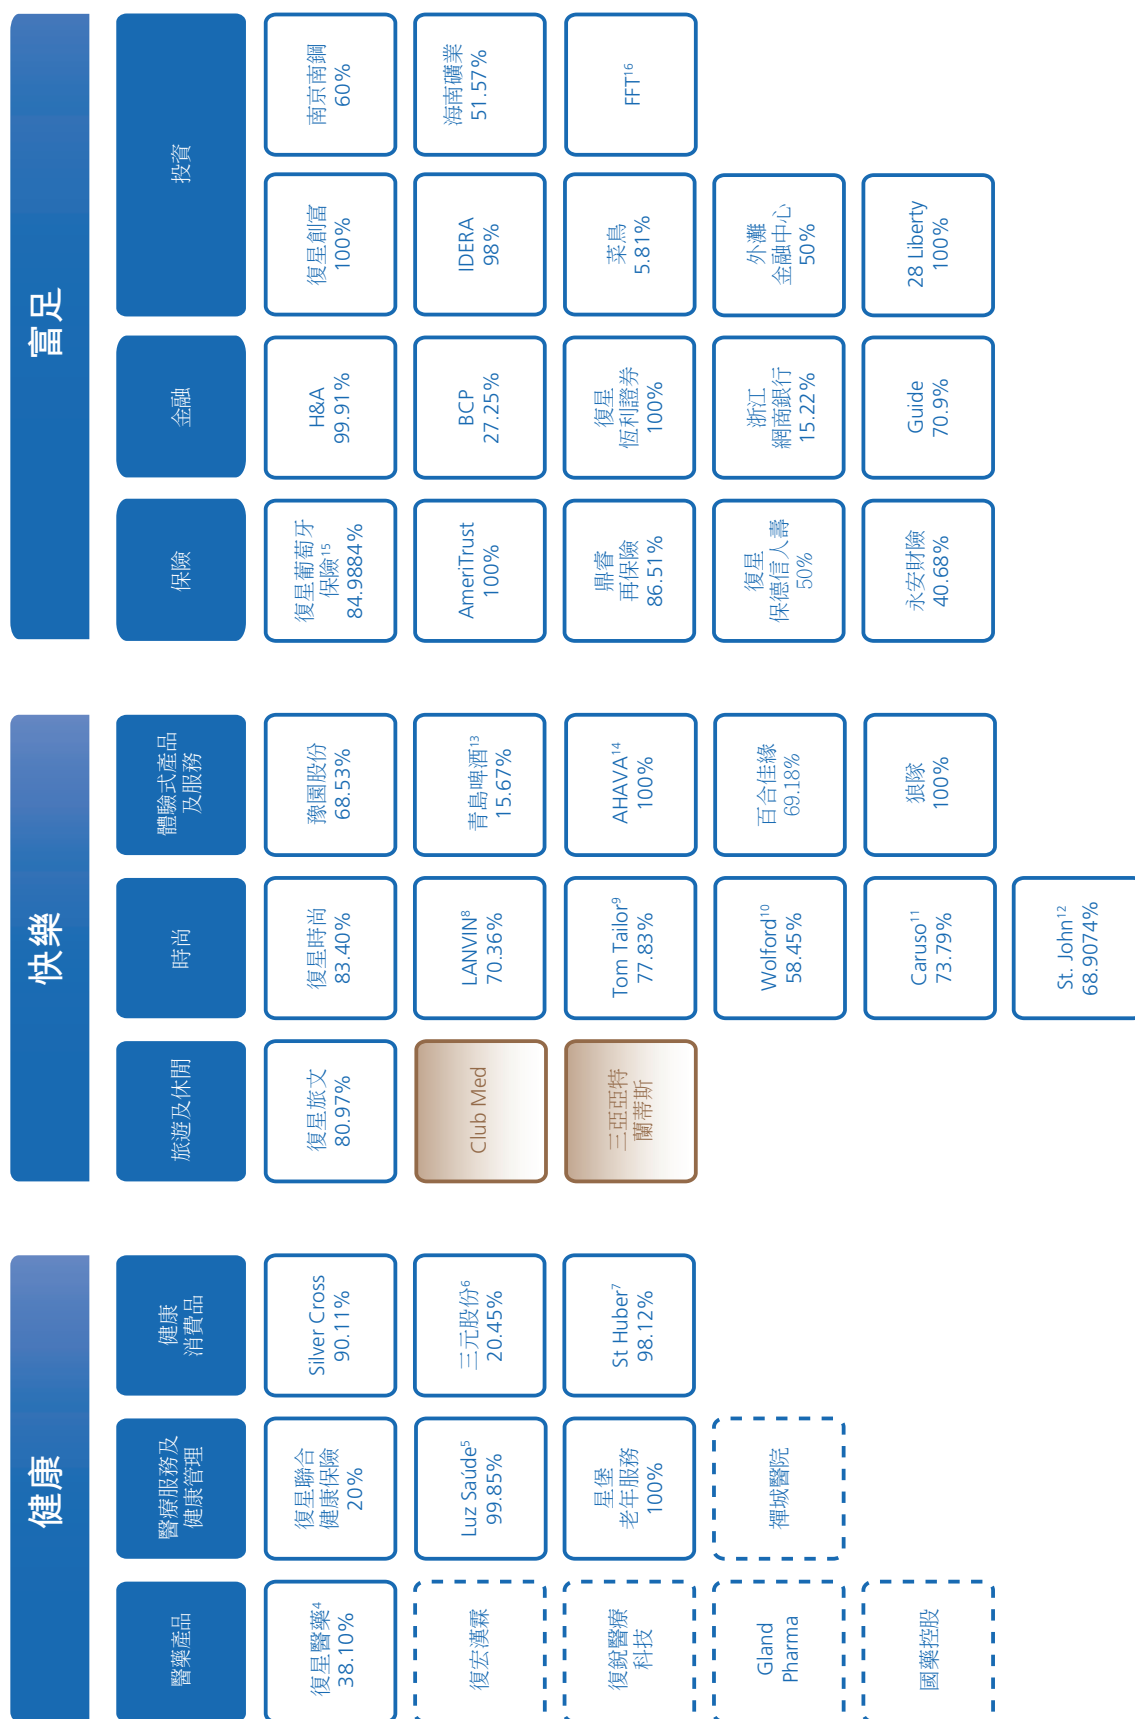 健康
醫藥產品
復星醫藥4
38.10%
復宏漢霖
復銳醫療
科技
Gland
Pharma
國藥控股
醫療服務及
健康管理
復星聯合
健康保險
20%
Luz Saúde5
99.85%
星堡
老年服務
100%
禪城醫院
健康
消費品
Silver Cross
90.11%
三元股份6
20.45%
St Huber7
98.12%
快樂
旅遊及休閒
復星旅文
80.97%
Club Med
三亞亞特
蘭蒂斯
時尚
復星時尚
83.40%
LANVIN8
70.36%
Tom Tailor9
77.83%
Wolford10
58.45%
Caruso11
73.79%
St. John12
68.9074%
體驗式產品
及服務
豫園股份
68.53%
青島啤酒13
15.67%
AHAVA14
100%
百合佳緣
69.18%
狼隊
100%
富足
保險
復星葡萄牙
保險15
84.9884%
AmeriTrust
100%
鼎睿
再保險
86.51%
復星
保德信人壽
50%
永安財險
40.68%
金融
H&A
99.91%
BCP
27.25%
復星
恆利證券
100%
浙江
網商銀行
15.22%
Guide
70.9%
投資
復星創富
100%
IDERA
98%
菜鳥
5.81%
外灘
金融中心
50%
28 Liberty
100%
南京南鋼
60%
海南礦業
51.57%
FFT16